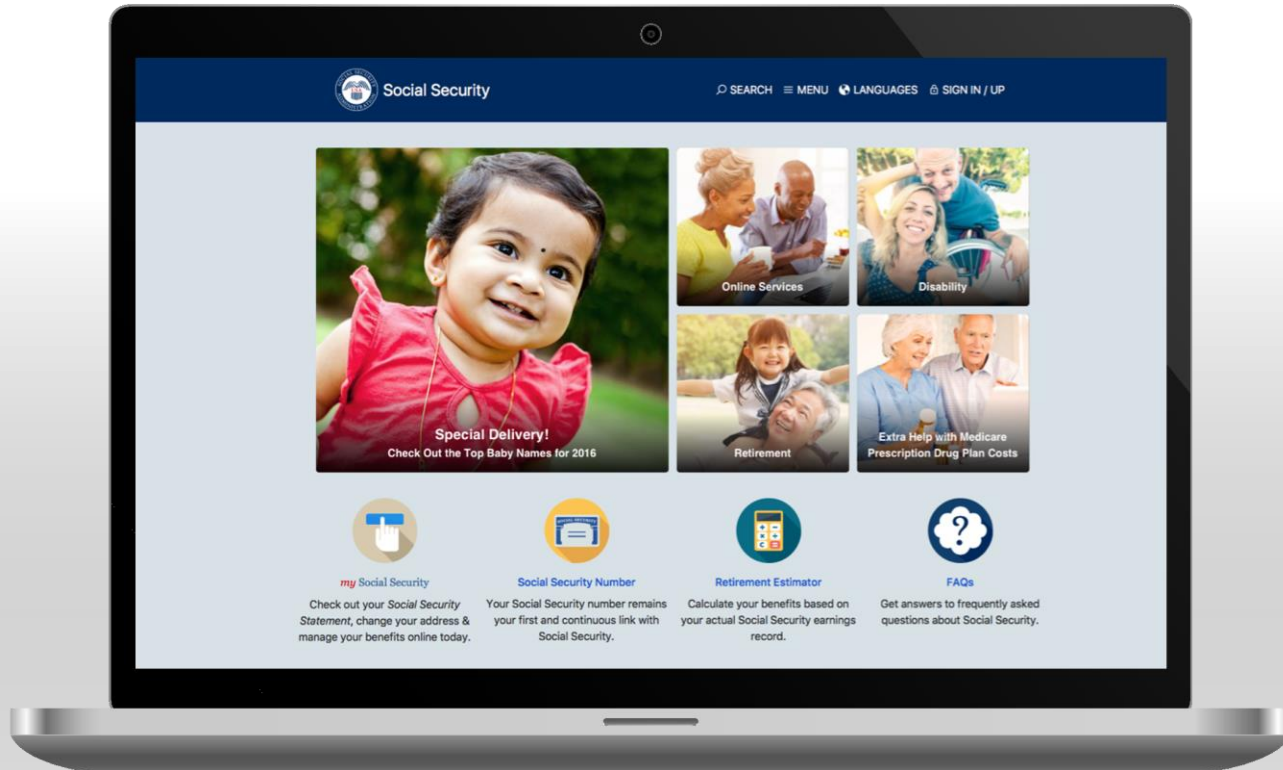 Social Security
SEARCH MENU LANGUAGES SIGN IN / UP
Special Delivery!
Check Out the Top Baby Names for 2016
Online Services
Disability
Retirement
Extra Help with Medicare
Prescription Drug Plan Costs
my Social Security
Check out your Social Security
Statement, change your address &
manage your benefits online today.
Social Security Number
Your Social Security number remains
your first and continuous link with
Social Security.
Retirement Estimator
Calculate your benefits based on
your actual Social Security earnings
record.
FAQs
Get answers to frequently asked
questions about Social Security.